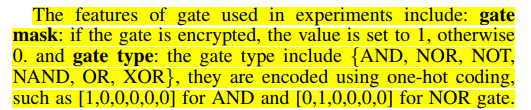 The features of gate used in experiments include: gate
mask: if the gate is encrypted, the value is set to 1, otherwise
0. and gate type: the gate type include {AND, NOR, NOT,
NAND, OR, XOR}, they are encoded using one-hot coding,
such as [1,0,0,0,0,0] for AND and [0,1,0,0,0,0] for NOR gate.